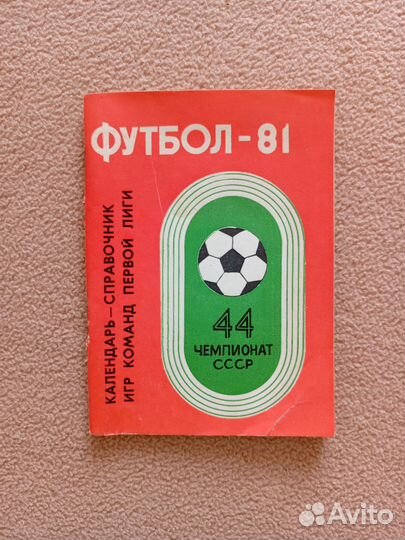 ФУТБОЛ-81
КАЛЕНДАРЬ-СПРАВОЧНИК
ИГР КОМАНД ПЕРВОЙ ЛИГИ
44
ЧЕМПИОНАТ
СССР
Avito